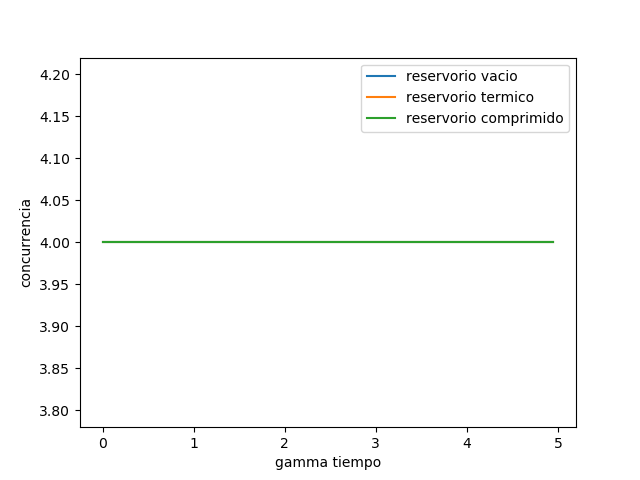 4.20
4.15
4.10
4.05
4.00
3.95
3.90
3.85
3.80
concurrencia
reservorio vacio
reservorio termico
reservorio comprimido
0 1 2 3 4 5
gamma tiempo